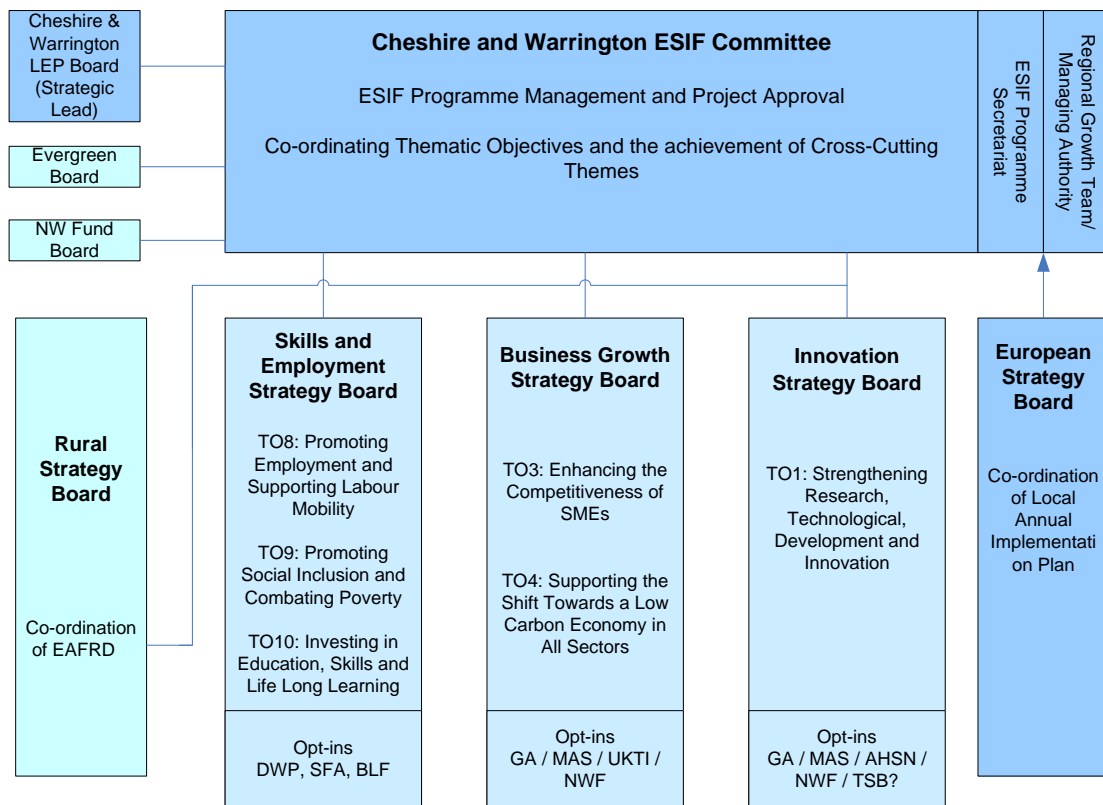 Cheshire &
Warrington
LEP Board
(Strategic
Lead)
Evergreen
Board
NW Fund
Board
Cheshire and Warrington ESIF Committee
ESIF Programme Management and Project Approval
Co-ordinating Thematic Objectives and the achievement of Cross-Cutting
Themes
ESIF Programme
Secretariat
Regional Growth Team/
Managing Authority
Rural
Strategy
Board
Co-ordination
of EAFRD
Skills and
Employment
Strategy Board
TO8: Promoting
Employment and
Supporting Labour
Mobility
TO9: Promoting
Social Inclusion and
Combating Poverty
TO10: Investing in
Education, Skills and
Life Long Learning
Opt-ins
DWP, SFA, BLF
Business Growth
Strategy Board
TO3: Enhancing the
Competitiveness of
SMEs
TO4: Supporting the
Shift Towards a Low
Carbon Economy in
All Sectors
Opt-ins
GA / MAS / UKTI /
NWF
Innovation
Strategy Board
TO1: Strengthening
Research,
Technological,
Development and
Innovation
Opt-ins
GA / MAS / AHSN /
NWF / TSB?
European
Strategy
Board
Co-ordination
of Local
Annual
Implementati
on Plan